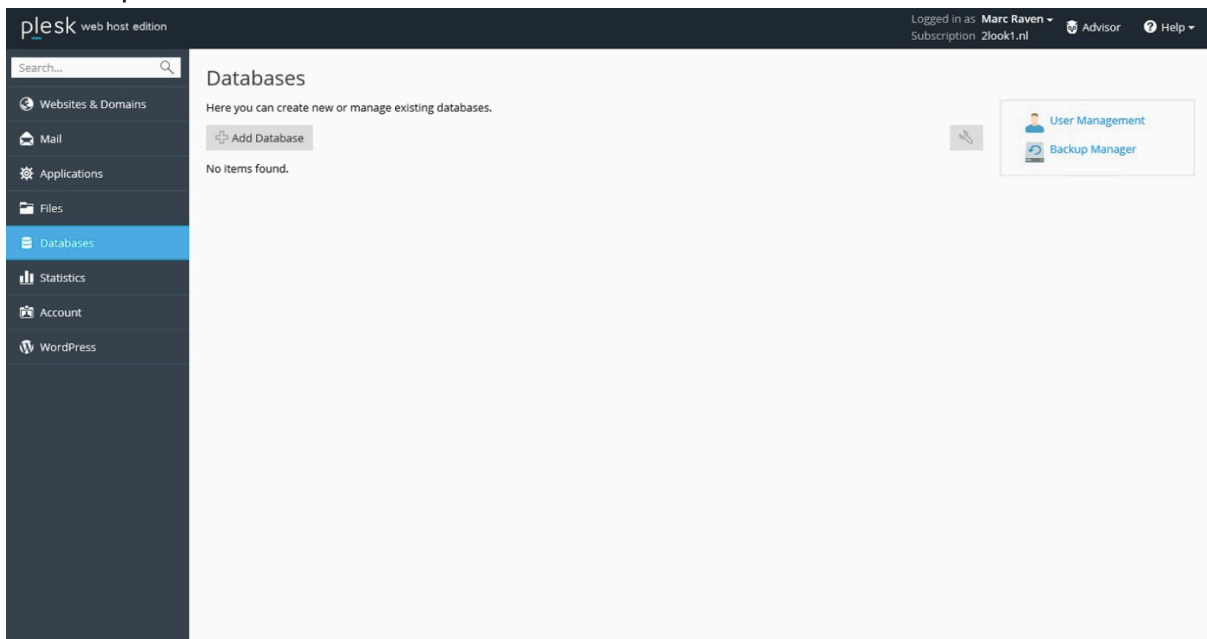 plesk web host edition
Logged in as Marc Raven
Subscription 2look1.nl
Advisor
Help
Search...
Websites & Domains
Mail
Applications
Files
Databases
Statistics
Account
WordPress
Databases
Here you can create new or manage existing databases.
Add Database
No items found.
User Management
Backup Manager